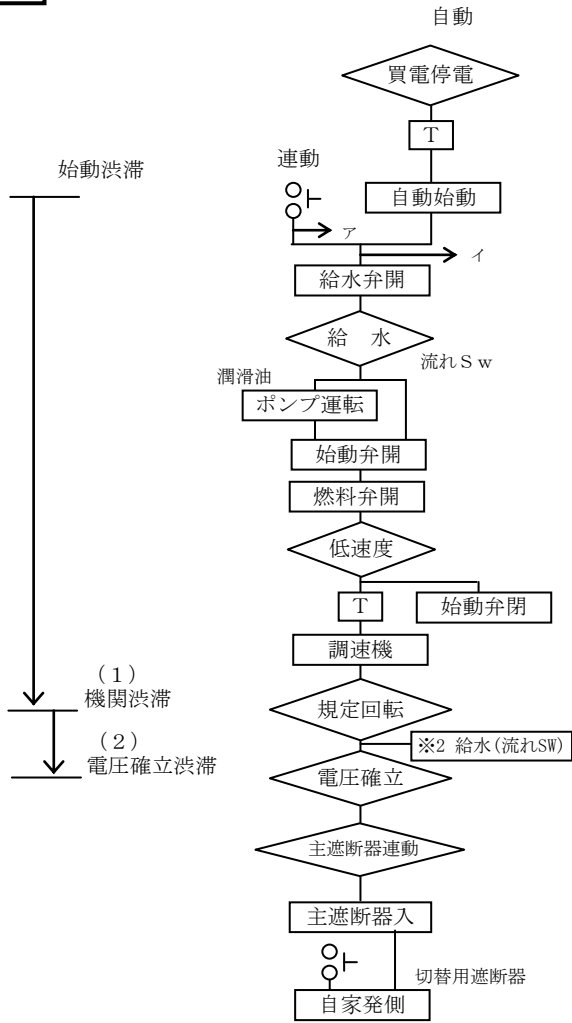 自動
買電停電
T
連動
始動渋滞
自動始動
ア
イ
給水弁開
給 水
流れSw
潤滑油
ポンプ運転
始動弁開
燃料弁開
低速度
T
始動弁閉
調速機
(1)
機関渋滞
規定回転
(2)
電圧確立渋滞
※2 給水(流れSW)
電圧確立
主遮断器連動
主遮断器入
切替用遮断器
自家発側